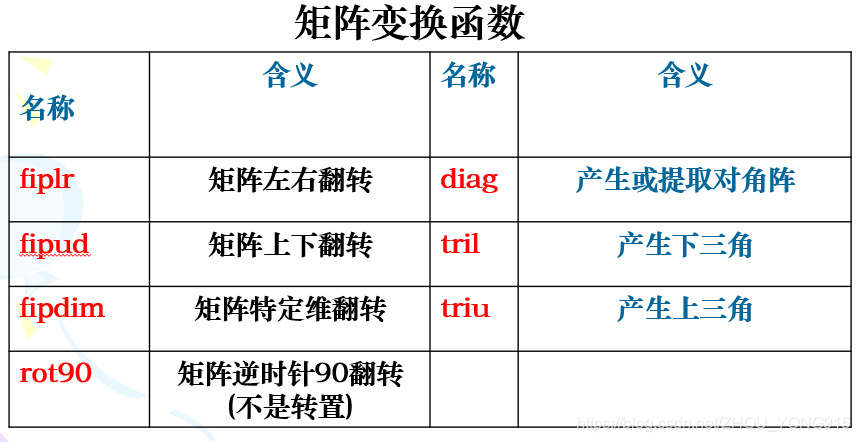 矩阵变换函数
名称 含义 名称 含义
fiplr 矩阵左右翻转 diag 产生或提取对角阵
fipud 矩阵上下翻转 tril 产生下三角
fipdim 矩阵特定维翻转 triu 产生上三角
rot90 矩阵逆时针90翻转
(不是转置)
https://blog.csdn.net/ZHOU_YONG915